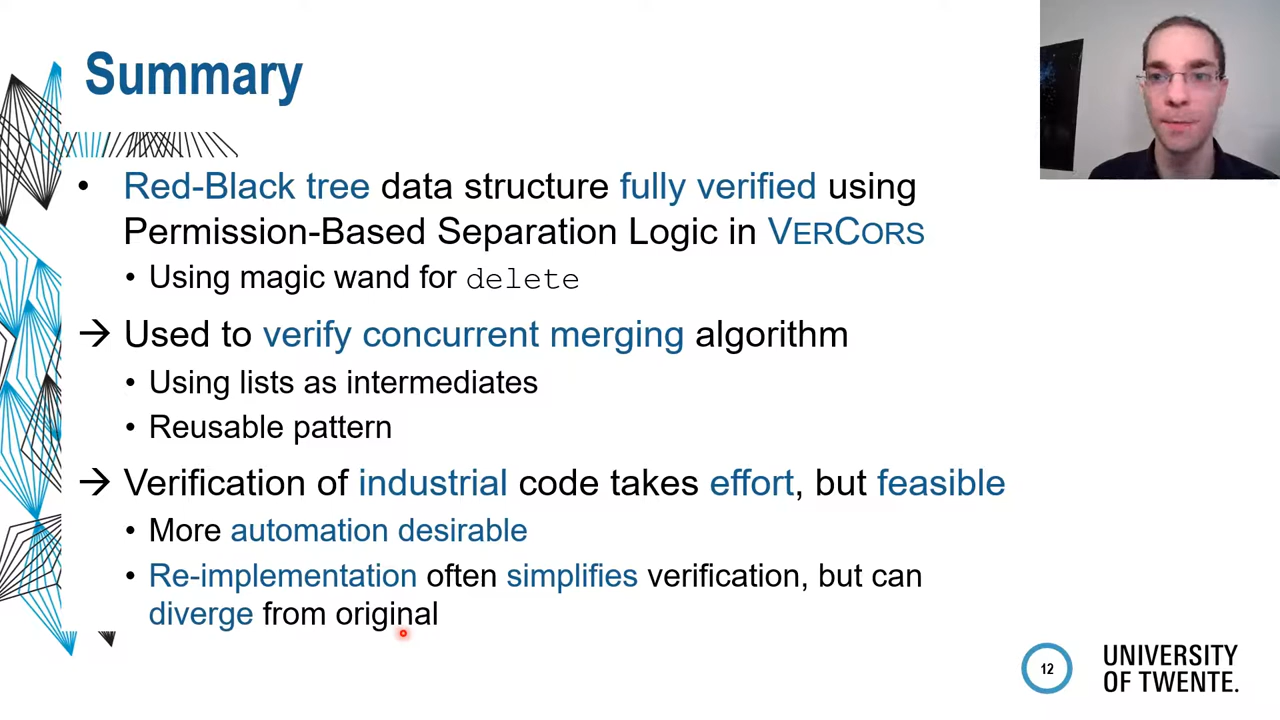 Summary
• Red-Black tree data structure fully verified using
Permission-Based Separation Logic in VERCORS
• Using magic wand for delete
→ Used to verify concurrent merging algorithm
• Using lists as intermediates
• Reusable pattern
→ Verification of industrial code takes effort, but feasible
• More automation desirable
• Re-implementation often simplifies verification, but can
diverge from original
12
UNIVERSITY
OF TWENTE.